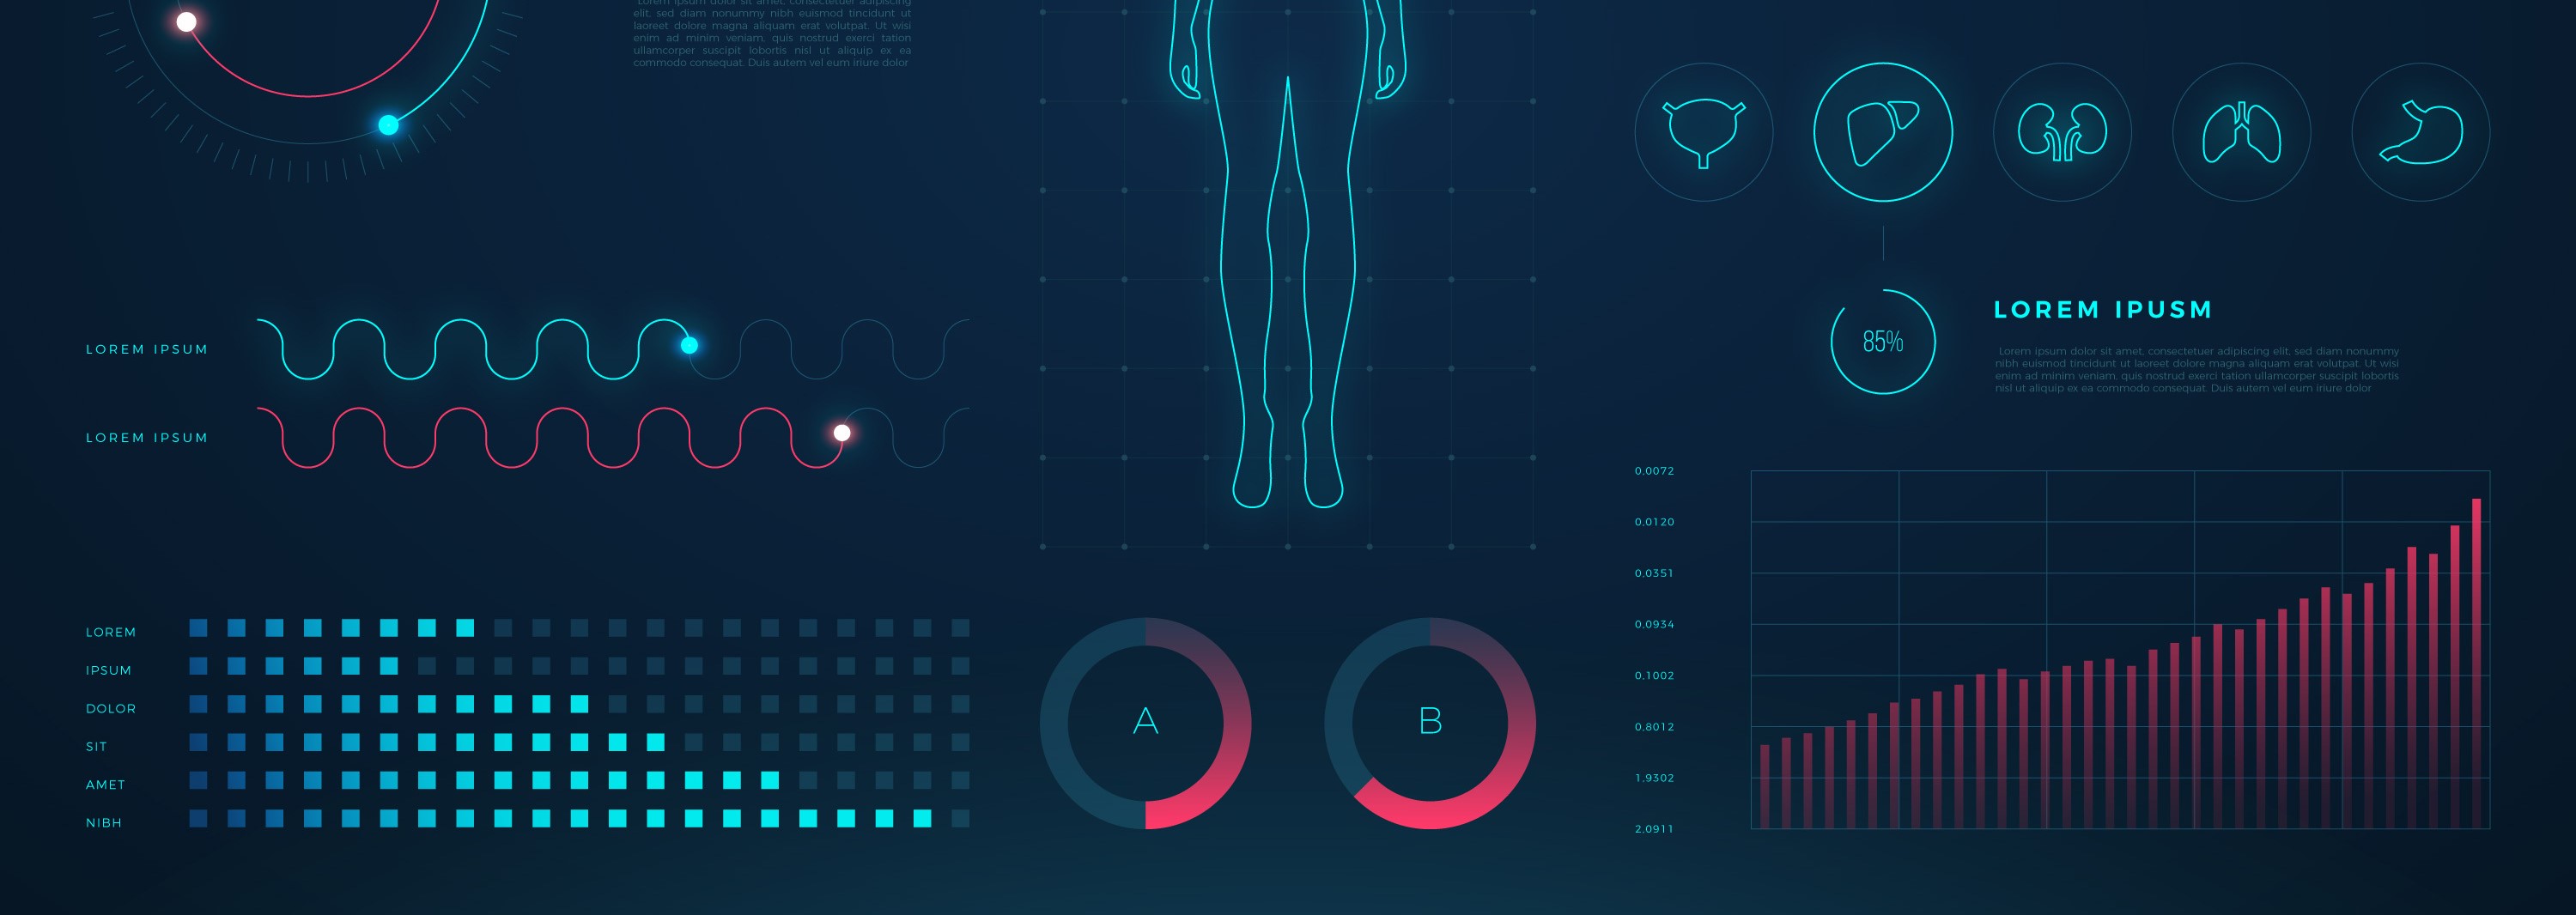 Lorem ipsum dolor sit amet, consectetuer adipiscing
elit, sed diam nonummy nibh euismod tincidunt ut
laoreet dolore magna aliquam erat volutpat. Ut wisi
enim ad minim veniam, quis nostrud exerci tation
ullamcorper suscipit lobortis nisl ut aliquip ex ea
commodo consequat. Duis autem vel eum iriure dolor
LOREM IPSUM
LOREM IPSUM
LOREM
IPSUM
DOLOR
SIT
AMET
NIBH
A
B
85%
LOREM IPUSM
Lorem ipsum dolor sit amet, consectetuer adipiscing elit, sed diam nonummy
nibh euismod tincidunt ut laoreet dolore magna aliquam erat volutpat. Ut wisi
enim ad minim veniam, quis nostrud exerci tation ullamcorper suscipit lobortis
nisl ut aliquip ex ea commodo consequat. Duis autem vel eum iriure dolor
0.0072
0.0120
0.0351
0.0934
0.1002
0.8012
1.9302
2.0911